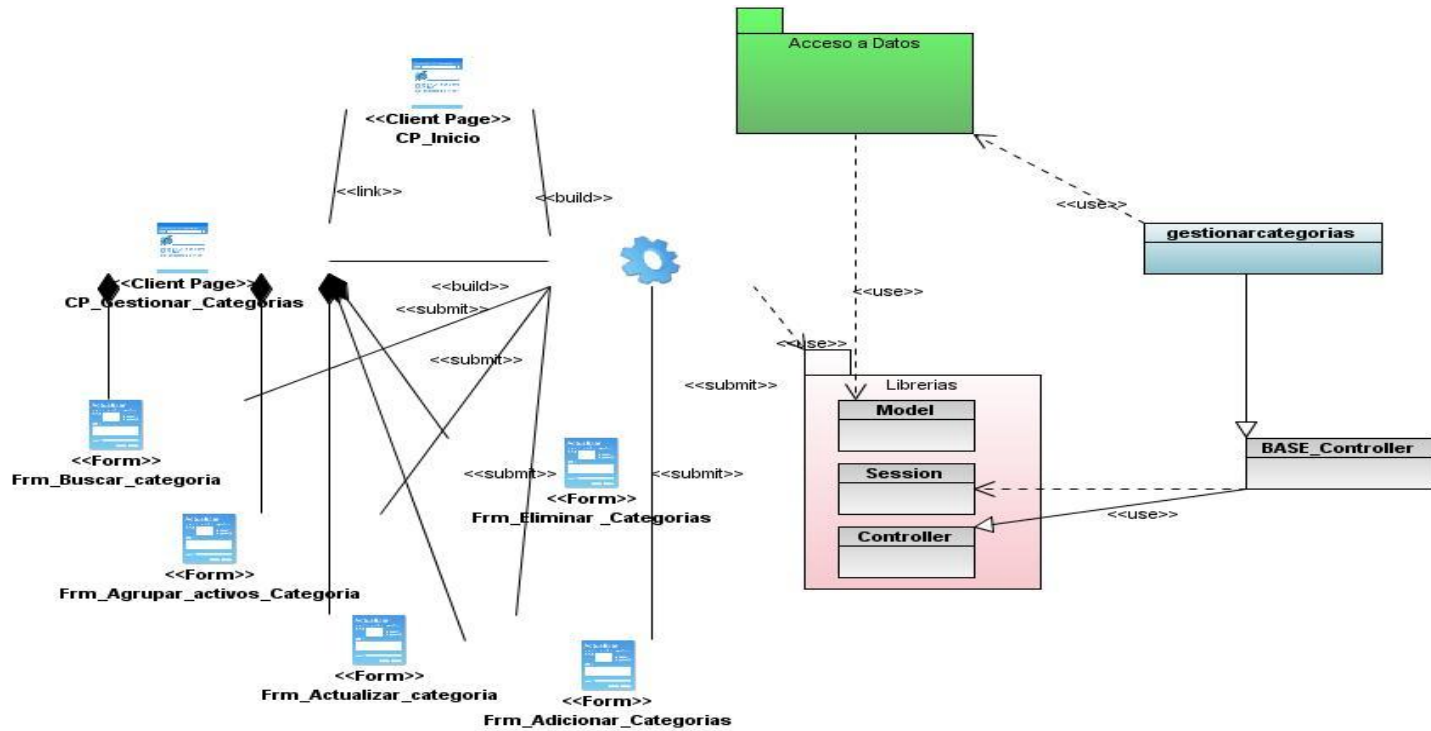 Acceso a Datos
<<Client Page>>
CP_Inicio
<<link>>
<<build>>
<<use>>
gestionarcategorias
<<Client Page>>
CP_Gestionar_Categorias
<<build>>
<<submit>>
<<use>>
<<submit>>
<<use>>
<<submit>>
Librerias
Model
<<Form>>
Frm_Buscar_categoria
<<submit>>
<<submit>>
<<Form>>
Frm_Eliminar _Categorias
Session
BASE_Controller
<<use>>
Controller
<<Form>>
Frm_Agrupar_activos_Categoria
<<Form>>
Frm_Actualizar_categoria
<<Form>>
Frm_Adicionar_Categorias